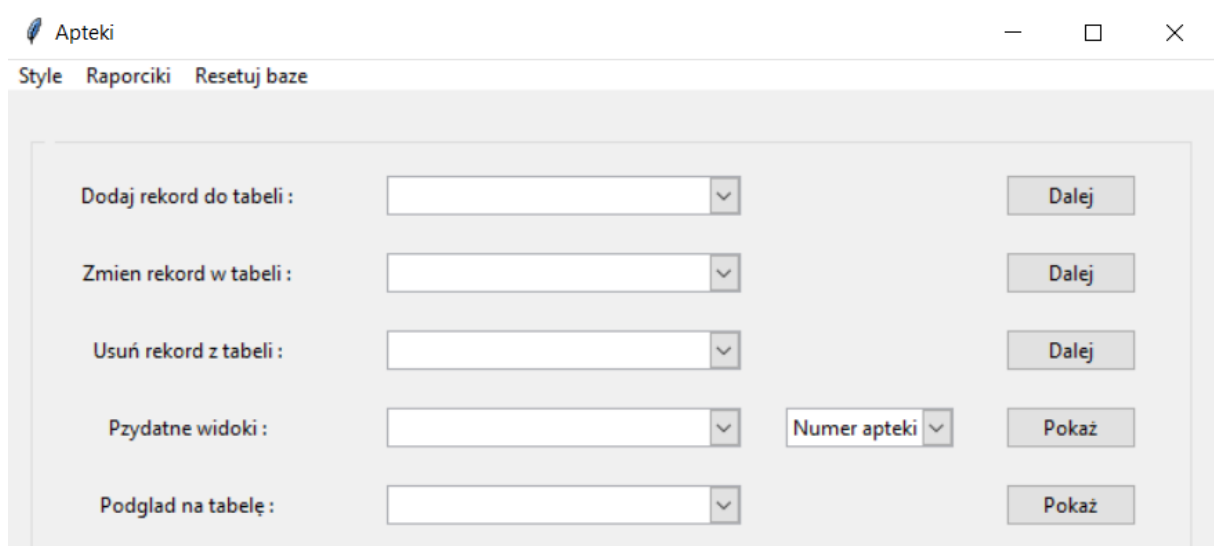 Apteki
Style Raporciki Resetuj baze
Dodaj rekord do tabeli : Dalej
Zmien rekord w tabeli : Dalej
Usuń rekord z tabeli : Dalej
Pzydatne widoki : Numer apteki Pokaż
Podglad na tabelę : Pokaż